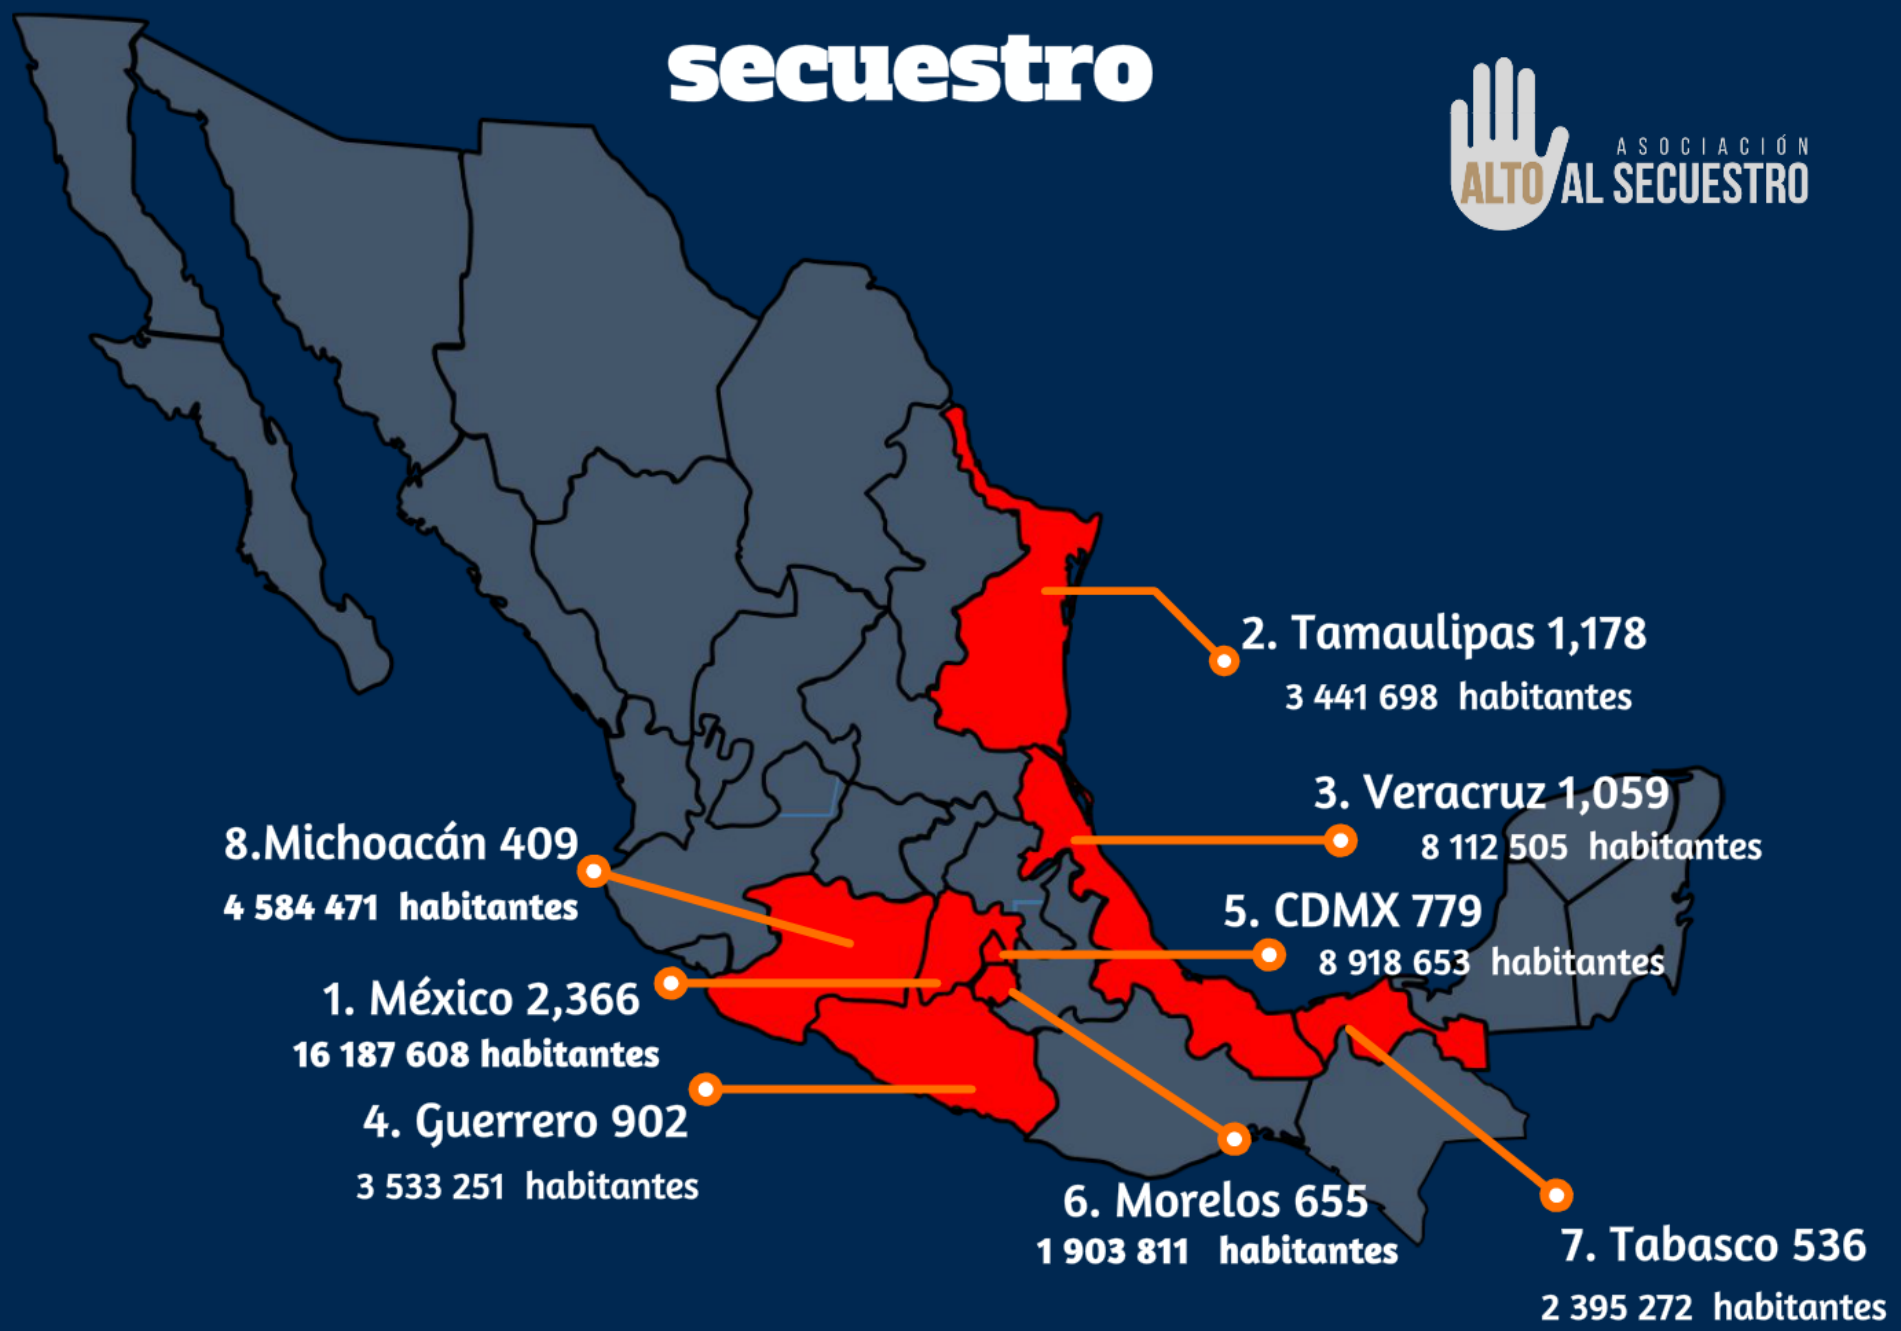 secuestro
ASOCIACIÓN
ALTO AL SECUESTRO
2. Tamaulipas 1,178
3 441 698 habitantes
3. Veracruz 1,059
8 112 505 habitantes
8.Michoacán 409
4 584 471 habitantes
5. CDMX 779
8 918 653 habitantes
1. México 2,366
16 187 608 habitantes
4. Guerrero 902
3 533 251 habitantes
6. Morelos 655
1 903 811 habitantes
7. Tabasco 536
2 395 272 habitantes